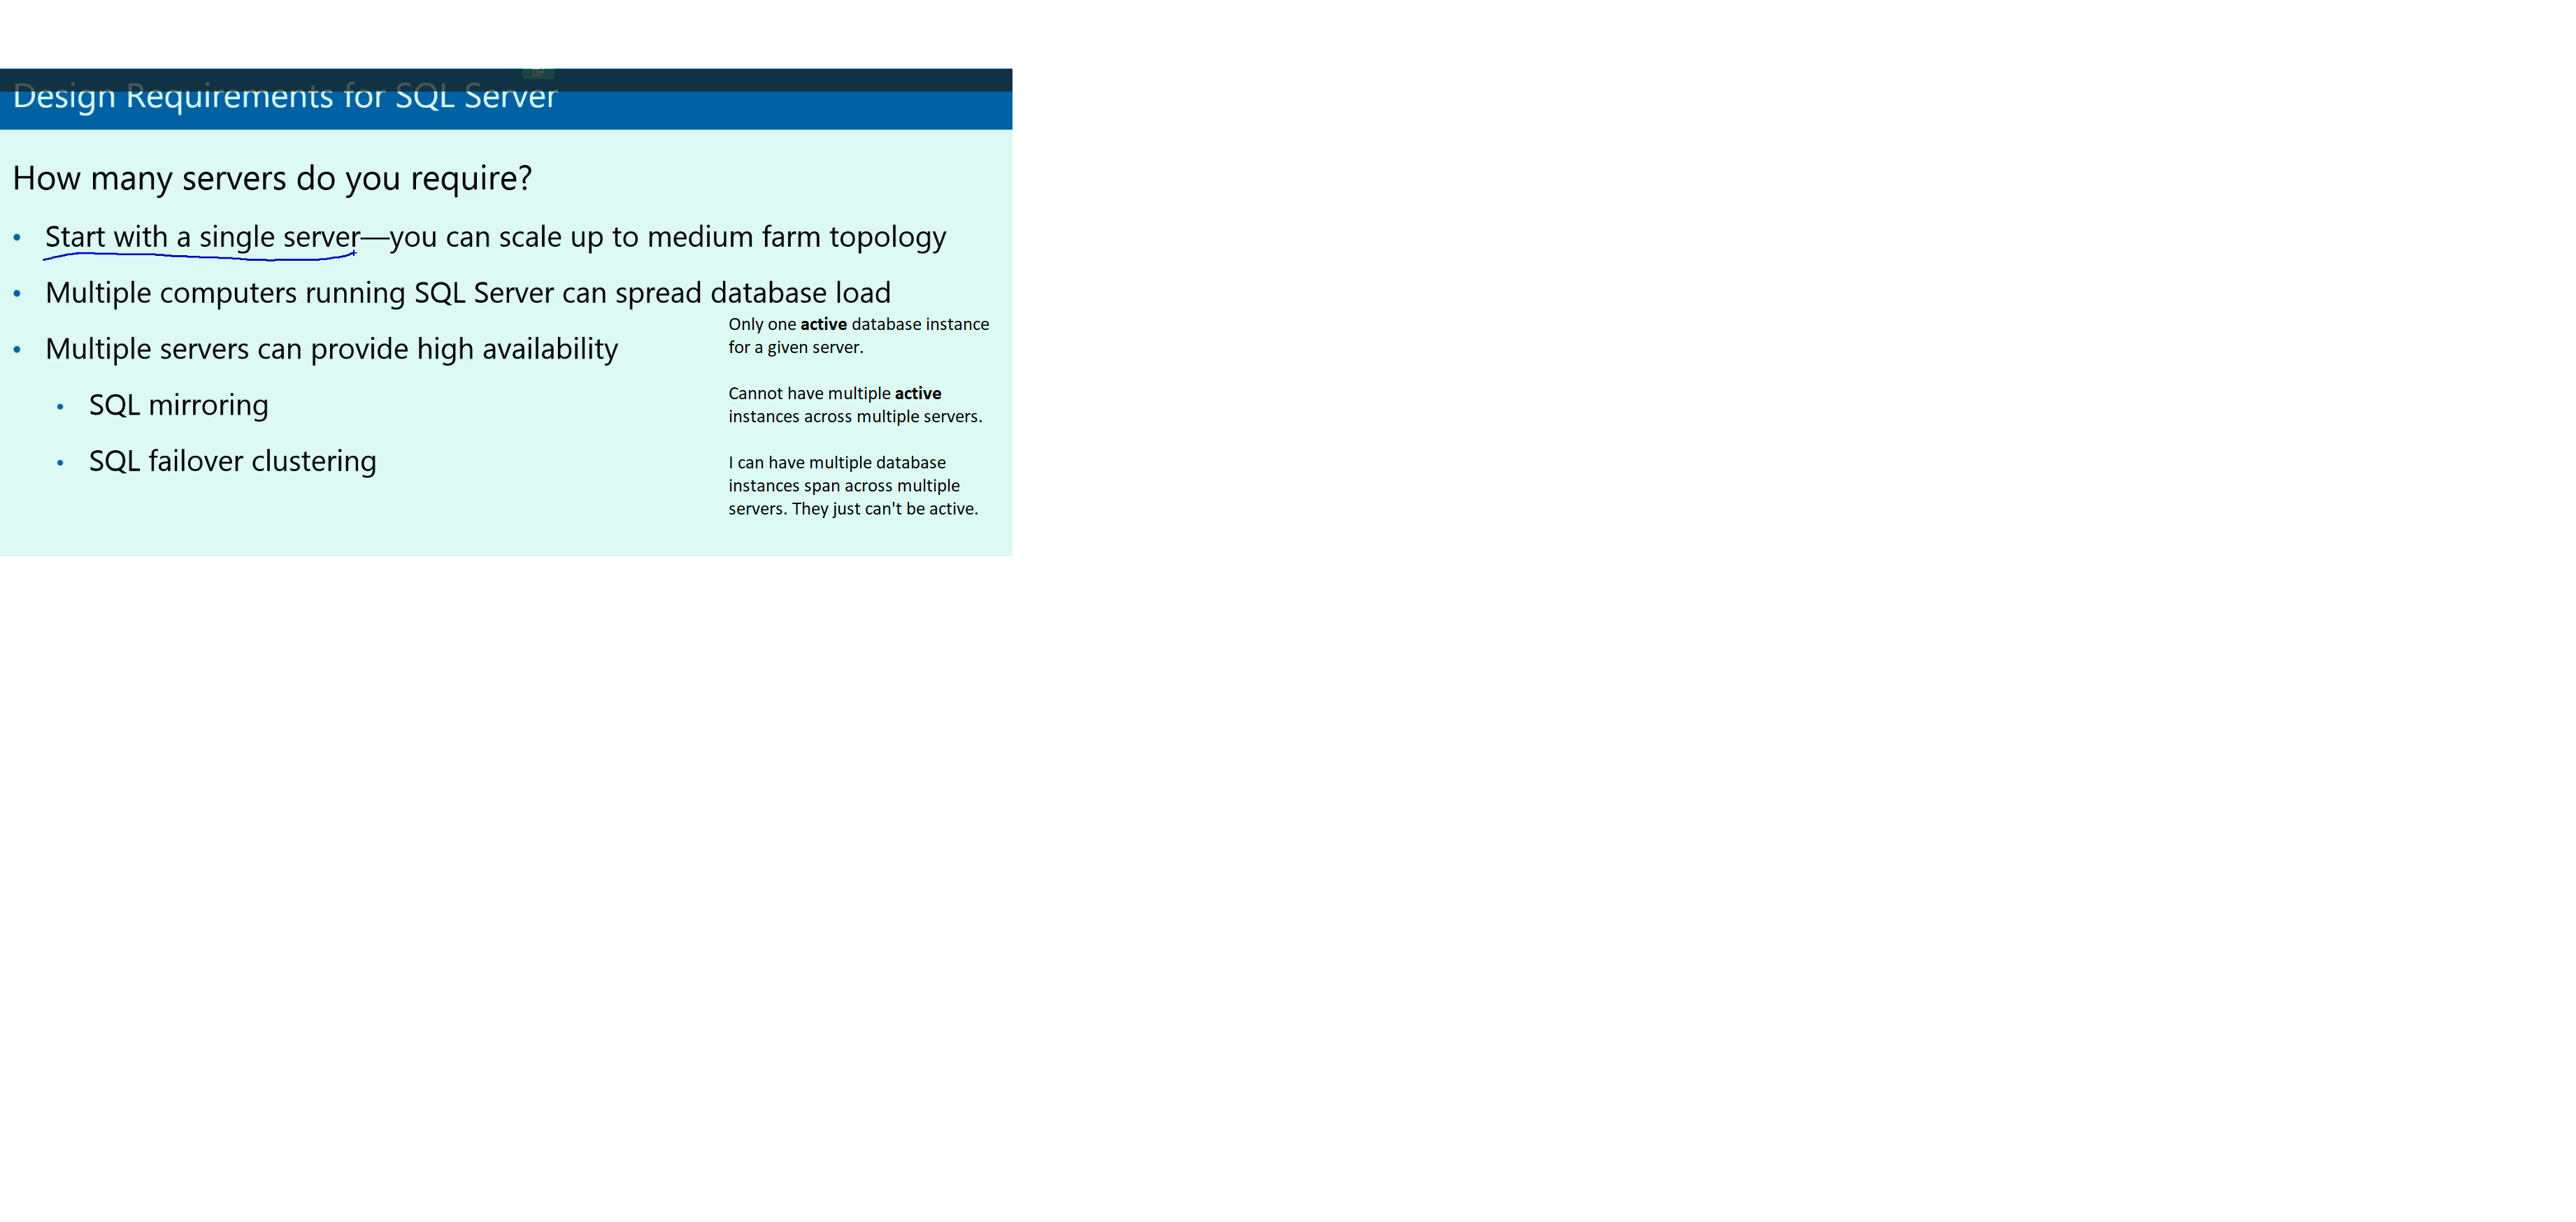 Design Requirements for SQL Server
How many servers do you require?
• Start with a single server—you can scale up to medium farm topology
• Multiple computers running SQL Server can spread database load
• Multiple servers can provide high availability
• SQL mirroring
• SQL failover clustering
Only one active database instance
for a given server.
Cannot have multiple active
instances across multiple servers.
I can have multiple database
instances span across multiple
servers. They just can't be active.